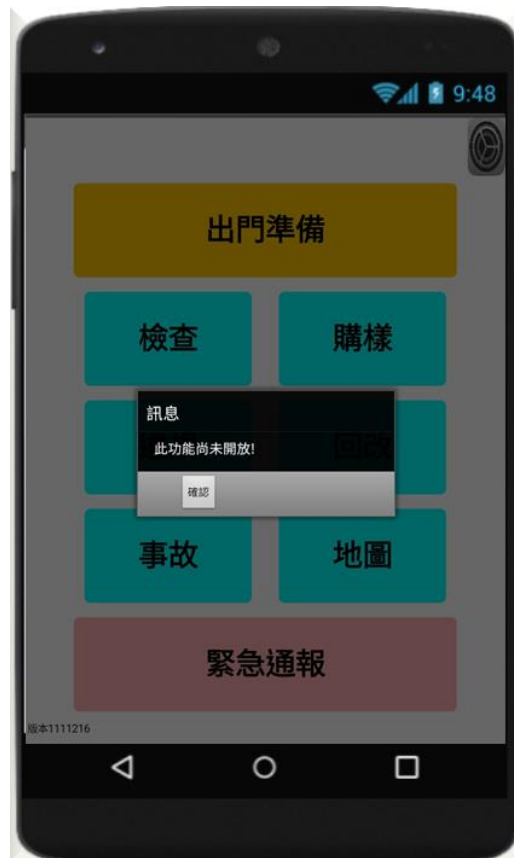 9:48
出門準備
檢查
購樣
訊息
此功能尚未開放!
確認
事故
地圖
緊急通報
版本1111216